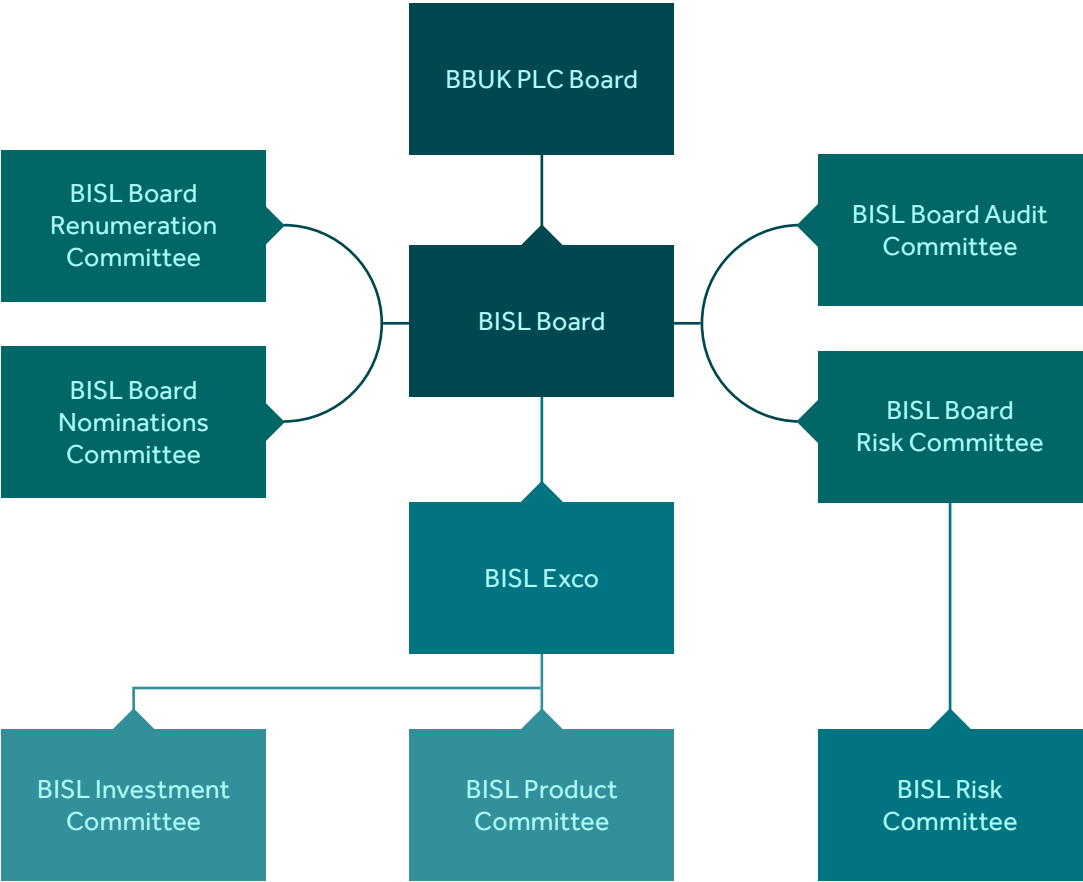 BBUK PLC Board
BISL Board
Renumeration
Committee
BISL Board Audit
Committee
BISL Board
BISL Board
Nominations
Committee
BISL Board
Risk Committee
BISL Exco
BISL Investment
Committee
BISL Product
Committee
BISL Risk
Committee